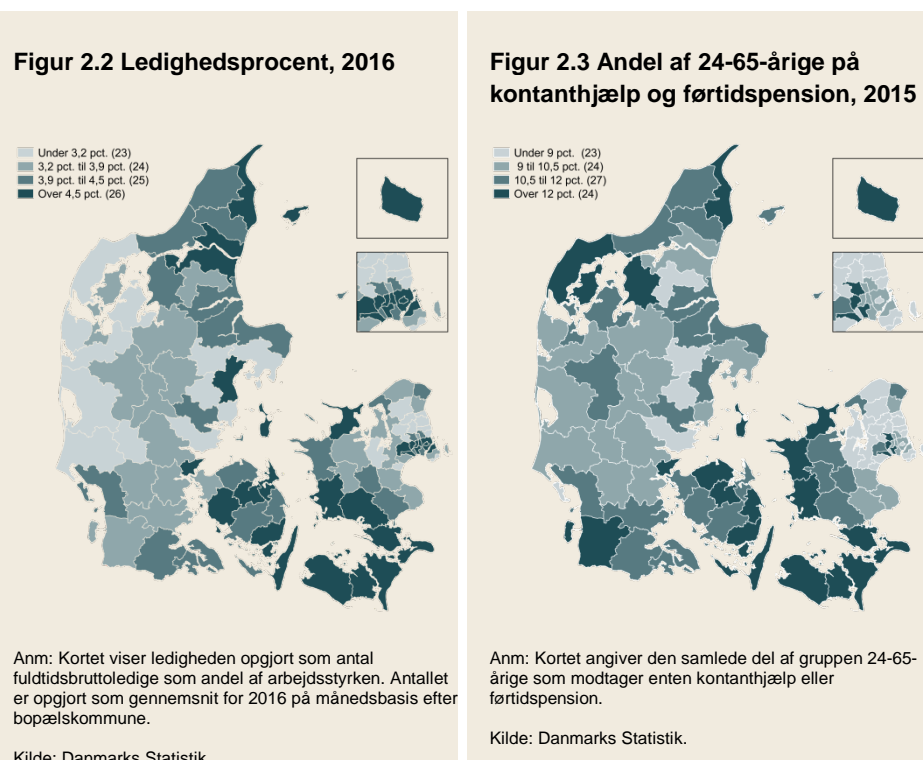 Figur 2.2 Ledighedsprocent, 2016
Under 3,2 pct. (23)
3,2 pct. til 3,9 pct. (24)
3,9 pct. til 4,5 pct. (25)
Over 4,5 pct. (26)
Anm: Kortet viser ledigheden opgjort som antal
fuldtidsbruttoledige som andel af arbejdsstyrken. Antallet
er opgjort som gennemsnit for 2016 på månedsbasis efter
bopælskommune.
Kilde: Danmarks Statistik
Figur 2.3 Andel af 24-65-årige på
kontanthjælp og førtidspension, 2015
Under 9 pct. (23)
9 til 10,5 pct. (24)
10,5 til 12 pct. (27)
Over 12 pct. (24)
Anm: Kortet angiver den samlede del af gruppen 24-65-
årige som modtager enten kontanthjælp eller
førtidspension.
Kilde: Danmarks Statistik.